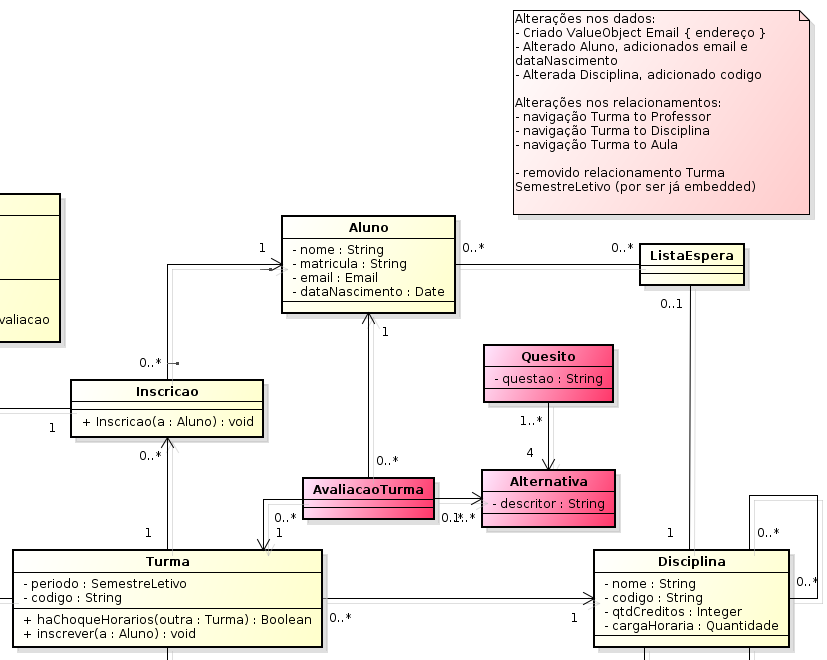 Alterações nos dados:
- Criado ValueObject Email { endereço }
- Alterado Aluno, adicionados email e
dataNascimento
- Alterada Disciplina, adicionado codigo
Alterações nos relacionamentos:
- navigação Turma to Professor
- navigação Turma to Disciplina
- navigação Turma to Aula
- removido relacionamento Turma
SemestreLetivo (por ser já embedded)
valiacao
Aluno
- nome : String
- matricula : String
- email : Email
- dataNascimento : Date
1
0..*
0..*
ListaEspera
0..1
1
Quesito
- questao : String
1..*
4
0..*
Inscricao
+ Inscricao(a : Aluno) : void
1
0..*
0..*
AvaliacaoTurma
0..*
1
Alternativa
- descritor : String
1
Turma
- periodo : SemestreLetivo
- codigo : String
+ haChoqueHorarios(outra : Turma) : Boolean
+ inscrever(a : Aluno) : void
0..*
1
1
Disciplina
- nome : String
- codigo : String
- qtdCreditos : Integer
- cargaHoraria : Quantidade
0..*
0..*